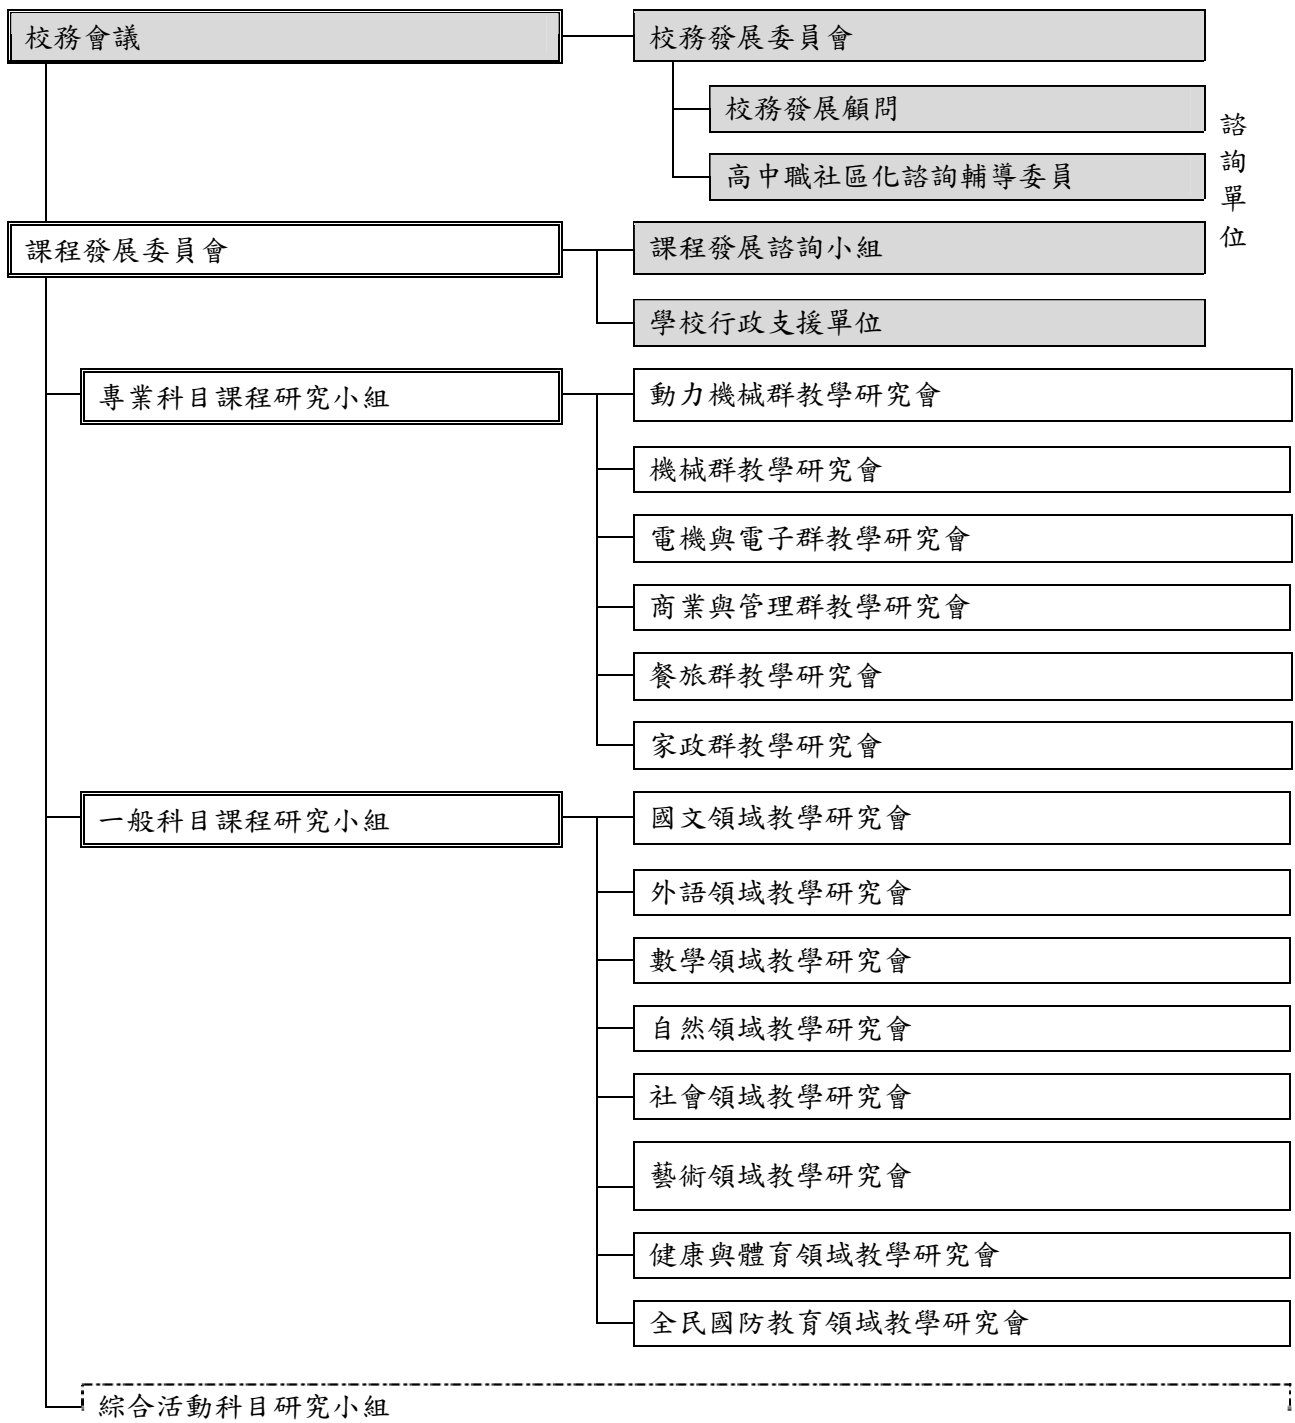 校務會議
校務發展委員會
校務發展顧問
高中職社區化諮詢輔導委員
諮詢單位
課程發展委員會
課程發展諮詢小組
學校行政支援單位
專業科目課程研究小組
動力機械群教學研究會
機械群教學研究會
電機與電子群教學研究會
商業與管理群教學研究會
餐旅群教學研究會
家政群教學研究會
一般科目課程研究小組
國文領域教學研究會
外語領域教學研究會
數學領域教學研究會
自然領域教學研究會
社會領域教學研究會
藝術領域教學研究會
健康與體育領域教學研究會
全民國防教育領域教學研究會
綜合活動科目研究小組